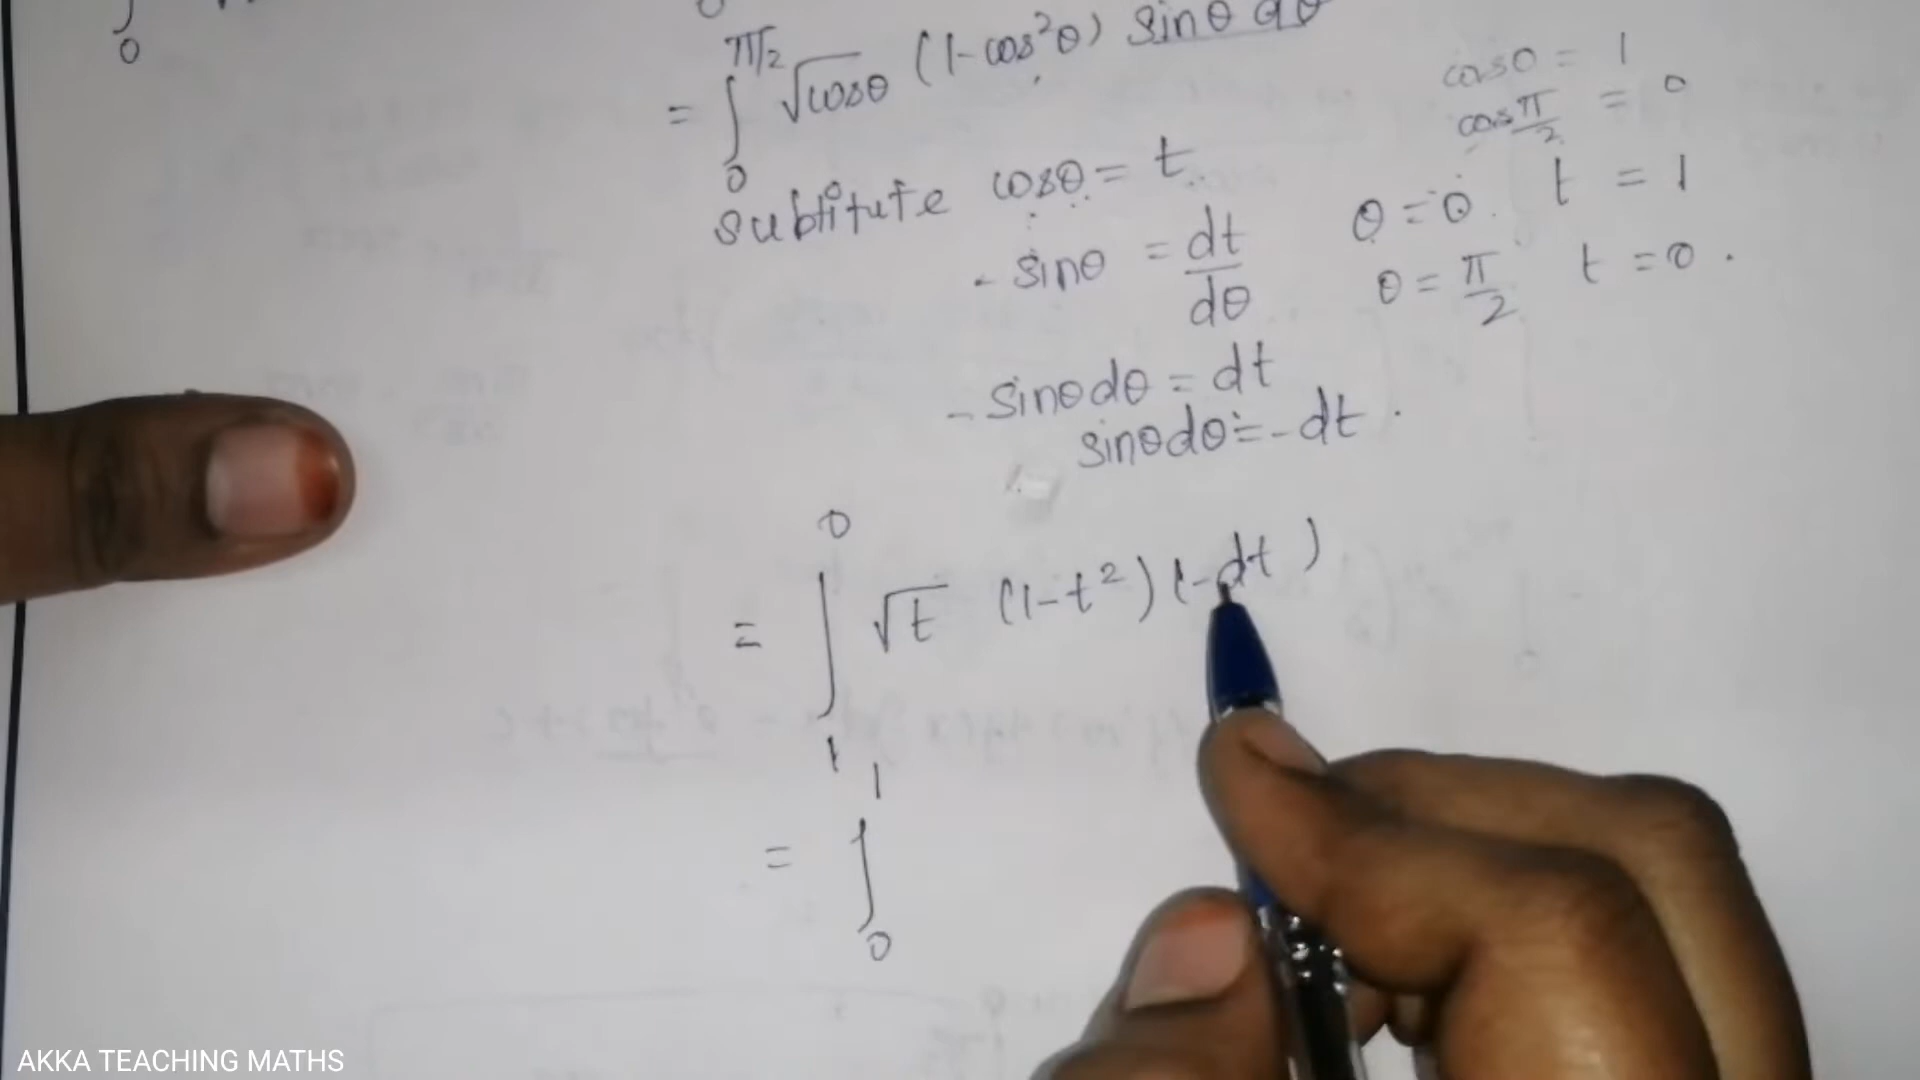 0
= ∫₀^π/2 √cosθ (1-cos²θ) sinθ dθ
cos0 = 1
cos π/2 = 0
subtitute cosθ = t
-sinθ = dt/dθ
θ = 0. t = 1
θ = π/2 t = 0.
-sinθdθ = dt
sinθdθ = -dt.
= ∫₁^0 √t (1-t²) (-dt)
= ∫₀^1
AKKA TEACHING MATHS